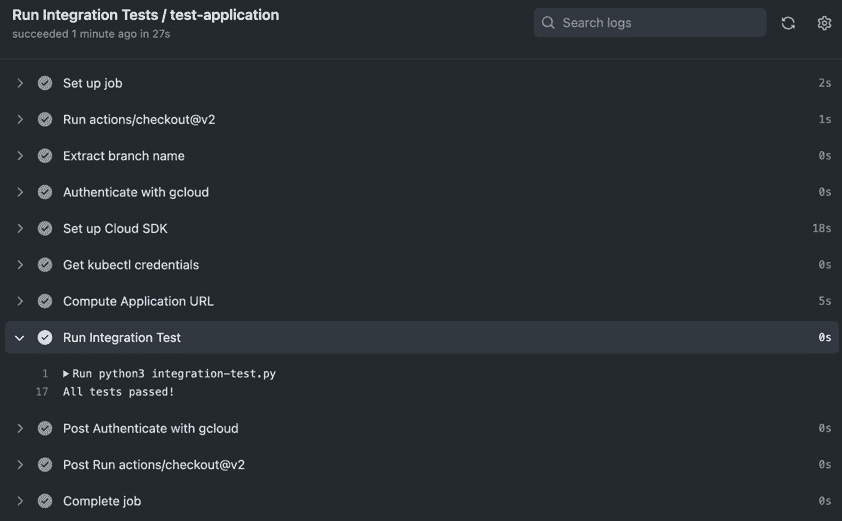 Run Integration Tests / test-application
succeeded 1 minute ago in 27s
Search logs
Set up job 2s
Run actions/checkout@v2 1s
Extract branch name 0s
Authenticate with gcloud 0s
Set up Cloud SDK 18s
Get kubectl credentials 0s
Compute Application URL 5s
Run Integration Test 0s
1 Run python3 integration-test.py
17 All tests passed!
Post Authenticate with gcloud 0s
Post Run actions/checkout@v2 0s
Complete job 0s